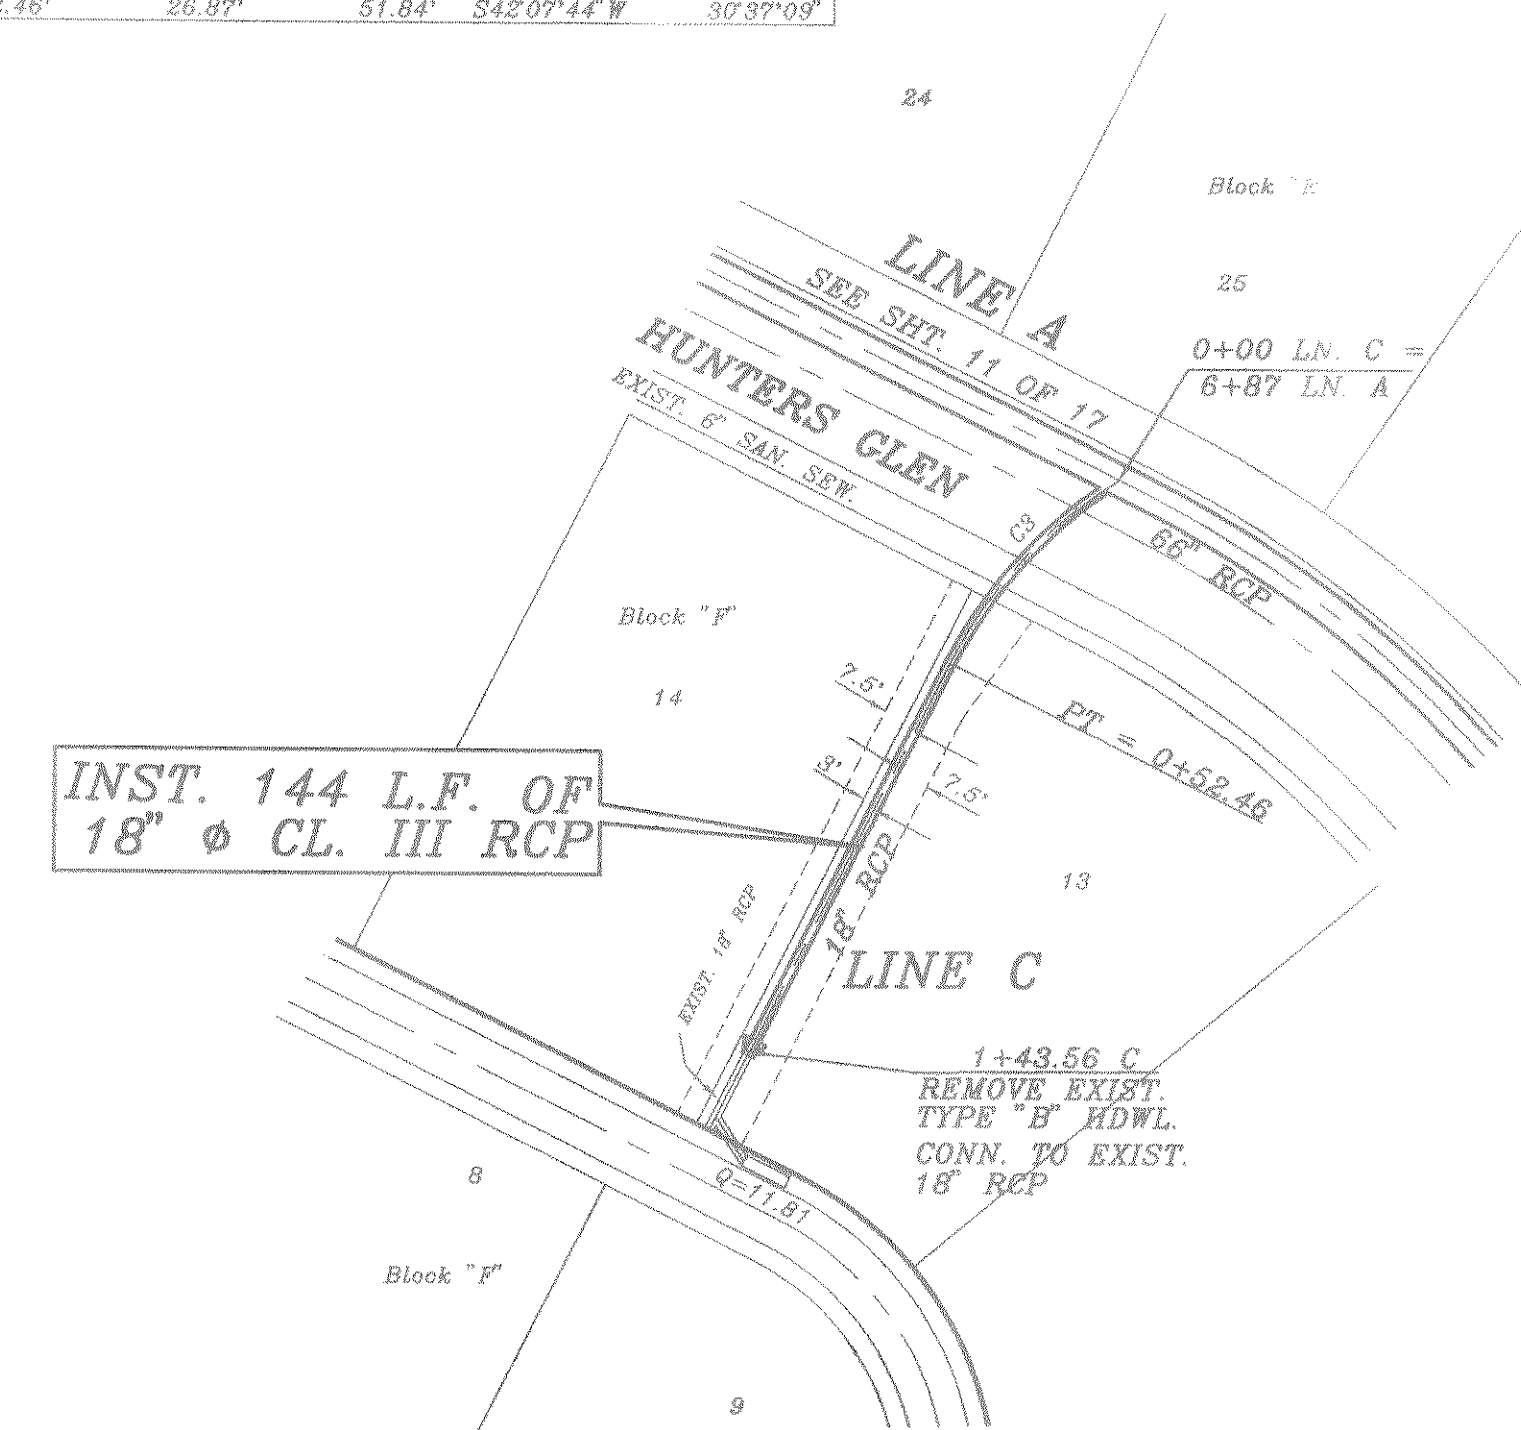 26.87' 51.84' S42°07'44"W 30°37'09"
24
Block "E
25
LINE A
SEE SHT. 11 OF 17
0+00 LN. C =
6+87 LN. A
HUNTERS GLEN
EXIST. 6" SAN. SEW.
C9
66" RCP
Block "F"
14
7.5'
PT = 0+52.46
3'
7.5'
INST. 144 L.F. OF
18" ø CL. III RCP
18" RCP
13
EXIST. 18" RCP
LINE C
1+43.56 C
REMOVE EXIST.
TYPE "B" HDWL.
CONN. TO EXIST.
18" RCP
8
Q=11.81
Block "F"
9